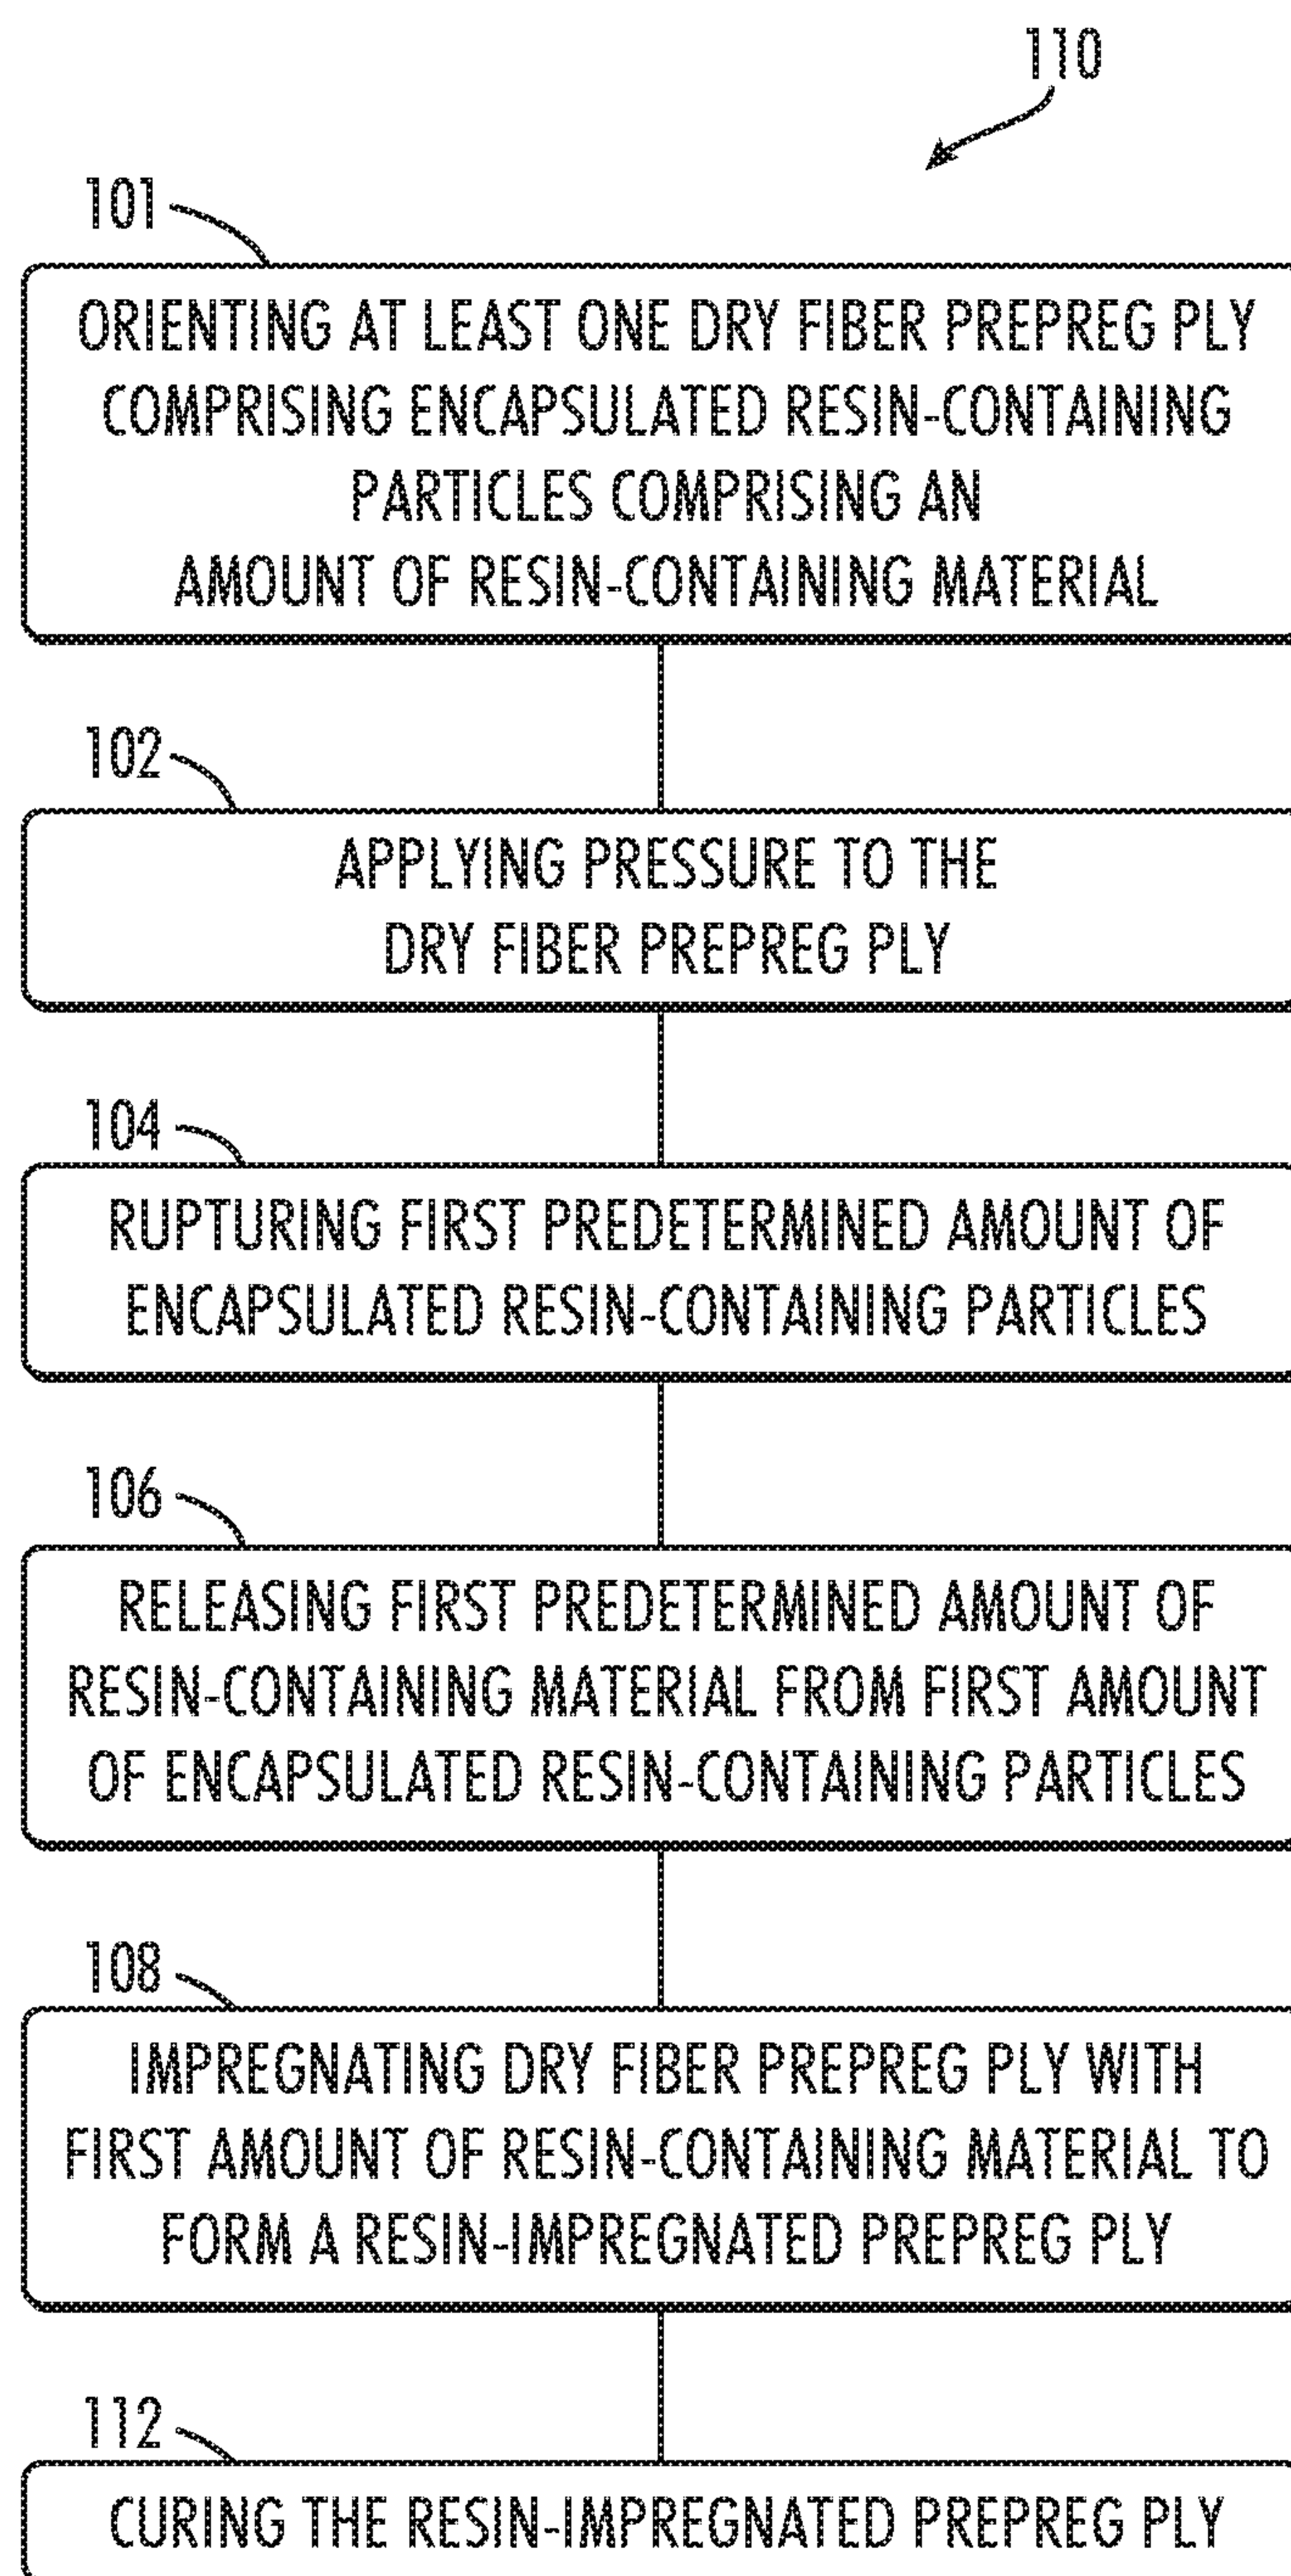 110
101
ORIENTING AT LEAST ONE DRY FIBER PREPREG PLY
COMPRISING ENCAPSULATED RESIN-CONTAINING
PARTICLES COMPRISING AN
AMOUNT OF RESIN-CONTAINING MATERIAL
102
APPLYING PRESSURE TO THE
DRY FIBER PREPREG PLY
104
RUPTURING FIRST PREDETERMINED AMOUNT OF
ENCAPSULATED RESIN-CONTAINING PARTICLES
106
RELEASING FIRST PREDETERMINED AMOUNT OF
RESIN-CONTAINING MATERIAL FROM FIRST AMOUNT
OF ENCAPSULATED RESIN-CONTAINING PARTICLES
108
IMPREGNATING DRY FIBER PREPREG PLY WITH
FIRST AMOUNT OF RESIN-CONTAINING MATERIAL TO
FORM A RESIN-IMPREGNATED PREPREG PLY
112
CURING THE RESIN-IMPREGNATED PREPREG PLY